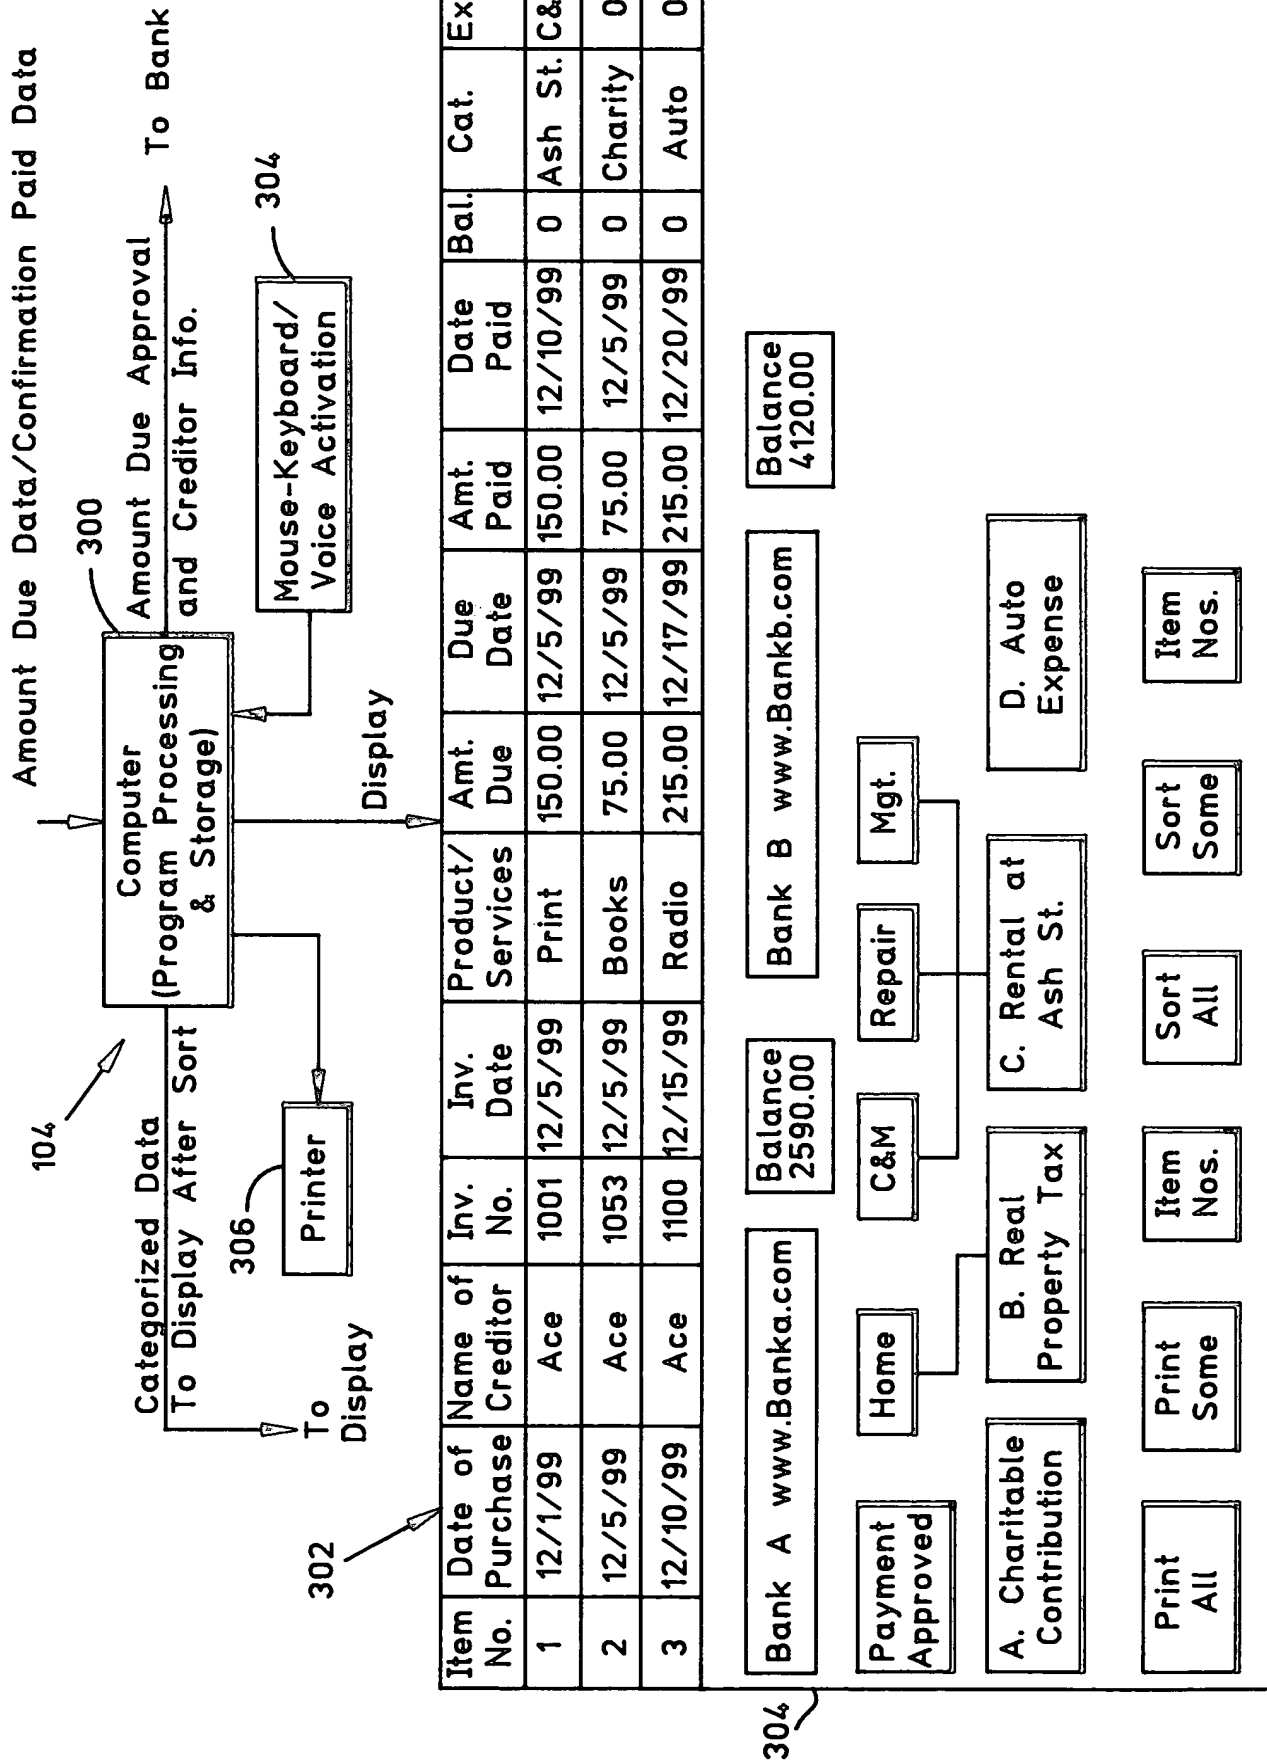 Amount Due Data/Confirmation Paid Data
104
300
Computer
(Program Processing
& Storage)
Categorized Data
To Display After Sort
To
Display
Amount Due Approval
and Creditor Info.
To Bank
306
Printer
Display
Mouse-Keyboard/
Voice Activation
304
302
Item
No.
Date of
Purchase
Name of
Creditor
Inv.
No.
Inv.
Date
Product/
Services
Amt.
Due
Due
Date
Amt.
Paid
Date
Paid
Bal.
Cat.
Ex
1 12/1/99 Ace 1001 12/5/99 Print 150.00 12/5/99 150.00 12/10/99 0 Ash St. C&
2 12/5/99 Ace 1053 12/5/99 Books 75.00 12/5/99 75.00 12/5/99 0 Charity 0
3 12/10/99 Ace 1100 12/15/99 Radio 215.00 12/17/99 215.00 12/20/99 0 Auto 0
304
Bank A www.Banka.com
Balance
2590.00
Bank B www.Bankb.com
Balance
4120.00
Payment
Approved
Home
C&M
Repair
Mgt.
A. Charitable
Contribution
B. Real
Property Tax
C. Rental at
Ash St.
D. Auto
Expense
Print
All
Print
Some
Item
Nos.
Sort
All
Sort
Some
Item
Nos.